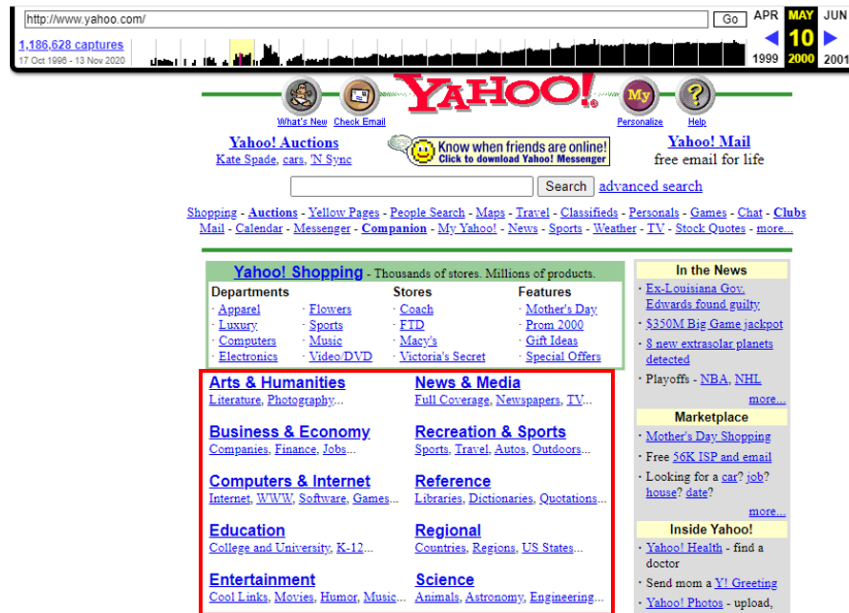 http://www.yahoo.com/ Go APR MAY JUN
1,186,628 captures 10
17 Oct 1996 - 13 Nov 2020 1999 2000 2001
YAHOO! My ?
What's New Check Email Personalize Help
Yahoo! Auctions
Kate Spade, cars, 'N Sync
Know when friends are online!
Click to download Yahoo! Messenger
Yahoo! Mail
free email for life
Search advanced search
Shopping - Auctions - Yellow Pages - People Search - Maps - Travel - Classifieds - Personals - Games - Chat - Clubs
Mail - Calendar - Messenger - Companion - My Yahoo! - News - Sports - Weather - TV - Stock Quotes - more...
Yahoo! Shopping - Thousands of stores. Millions of products.
Departments Stores Features
· Apparel · Flowers · Coach · Mother's Day
· Luxury · Sports · FTD · Prom 2000
· Computers · Music · Macy's · Gift Ideas
· Electronics · Video/DVD · Victoria's Secret · Special Offers
Arts & Humanities
Literature, Photography...
News & Media
Full Coverage, Newspapers, TV...
Business & Economy
Companies, Finance, Jobs...
Recreation & Sports
Sports, Travel, Autos, Outdoors...
Computers & Internet
Internet, WWW, Software, Games...
Reference
Libraries, Dictionaries, Quotations...
Education
College and University, K-12...
Regional
Countries, Regions, US States...
Entertainment
Cool Links, Movies, Humor, Music...
Science
Animals, Astronomy, Engineering...
In the News
· Ex-Louisiana Gov.
Edwards found guilty
· $350M Big Game jackpot
· 8 new extrasolar planets
detected
· Playoffs - NBA, NHL
more...
Marketplace
· Mother's Day Shopping
· Free 56K ISP and email
· Looking for a car? job?
house? date?
more...
Inside Yahoo!
· Yahoo! Health - find a
doctor
· Send mom a Y! Greeting
· Yahoo! Photos - upload,